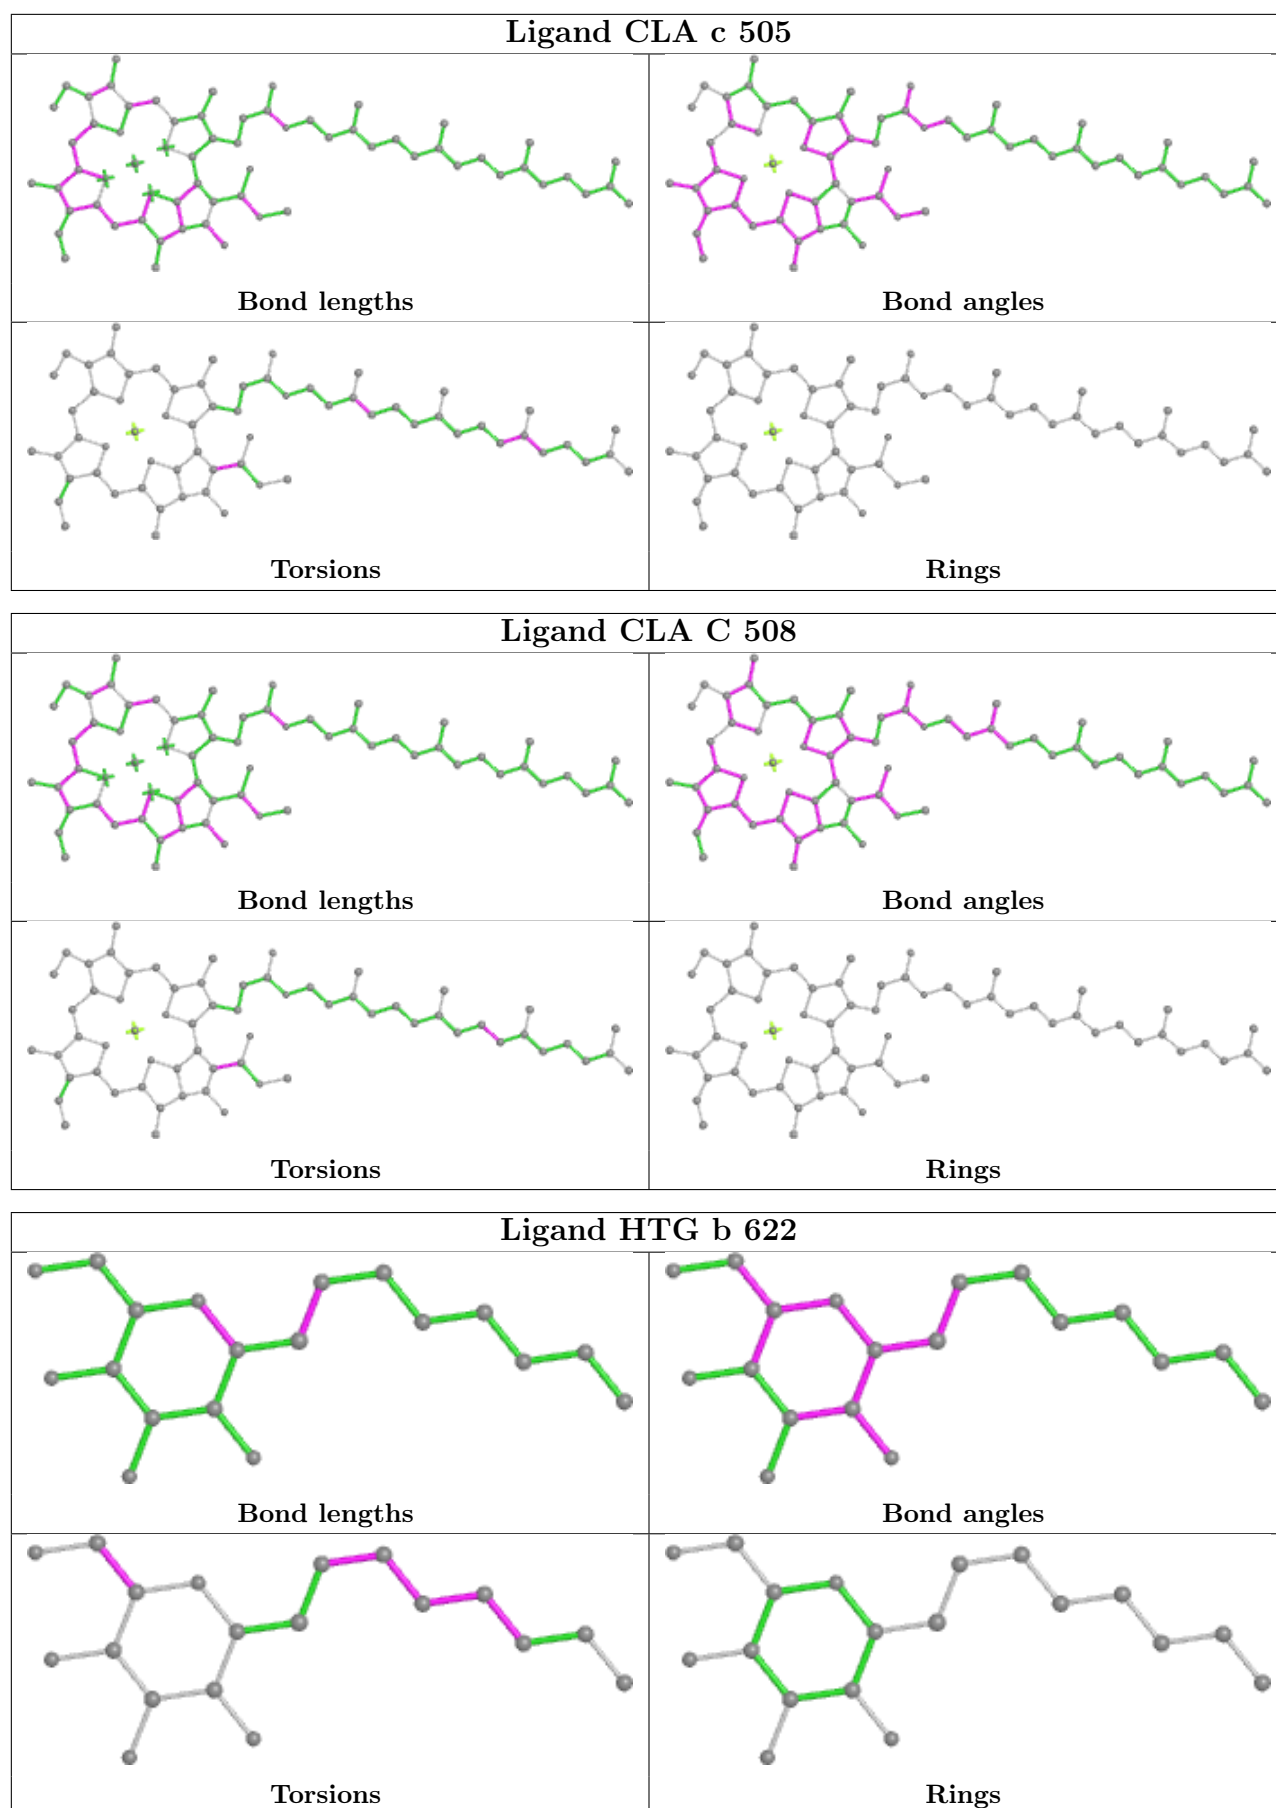 Ligand CLA c 505
Bond lengths
Bond angles
Torsions
Rings
Ligand CLA C 508
Bond lengths
Bond angles
Torsions
Rings
Ligand HTG b 622
Bond lengths
Bond angles
Torsions
Rings